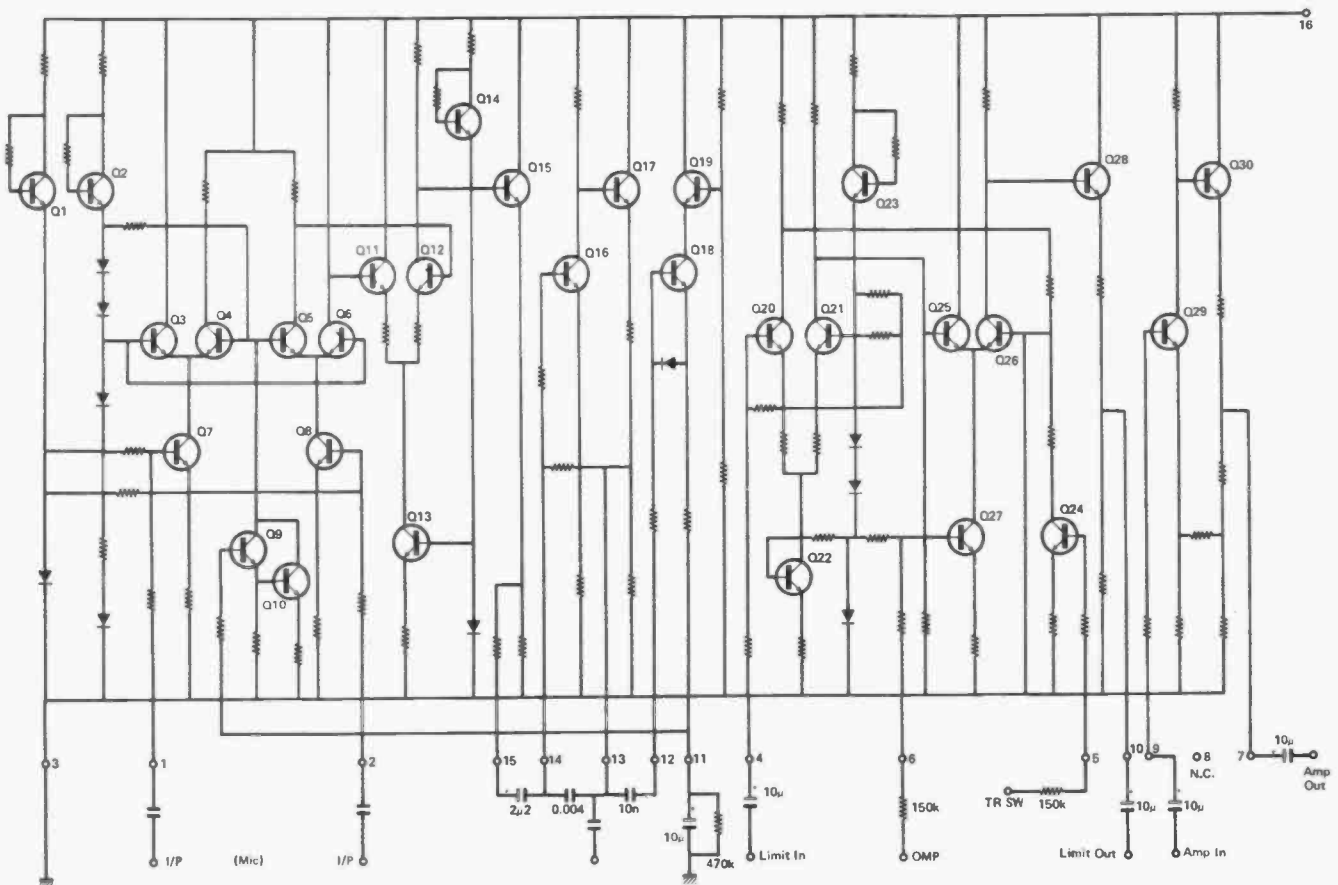 16
Q14
Q15
Q17
Q19
Q28
Q30
Q2
Q1
Q23
Q11
Q12
Q16
Q18
Q3
Q4
Q5
Q6
Q20
Q21
Q25
Q26
Q29
Q7
Q8
Q9
Q10
Q13
Q22
Q27
Q24
3
1
2
15
14
13
12
11
4
6
5
10
9
8
N.C.
7
10µ
Amp
Out
2µ2
0.004
10n
10µ
470k
10µ
150k
TR SW
150k
10µ
10µ
I/P
(Mic)
I/P
Limit In
OMP
Limit Out
Amp In